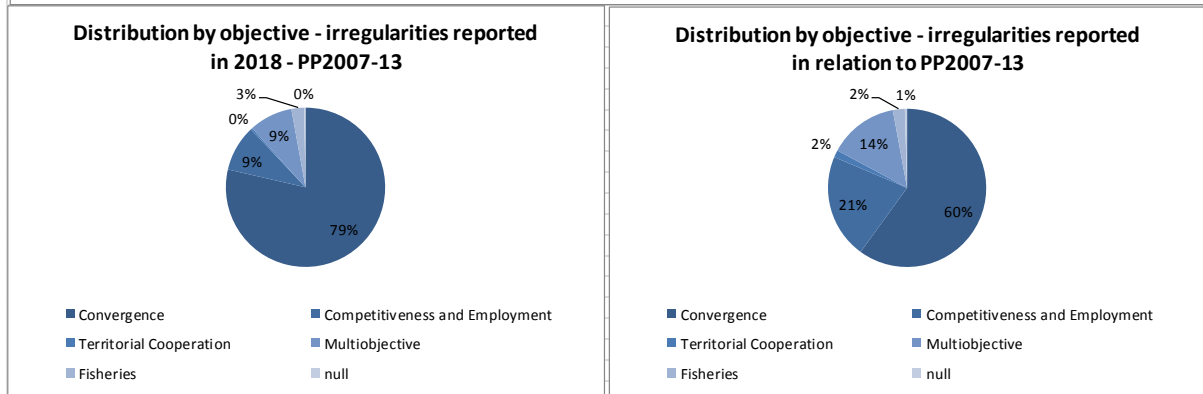 Distribution by objective - irregularities reported
in 2018 - PP2007-13
3%
0%
0%
9%
9%
79%
Convergence
Competitiveness and Employment
Territorial Cooperation
Multiobjective
Fisheries
null
Distribution by objective - irregularities reported
in relation to PP2007-13
2%
1%
2%
14%
21%
60%
Convergence
Competitiveness and Employment
Territorial Cooperation
Multiobjective
Fisheries
null